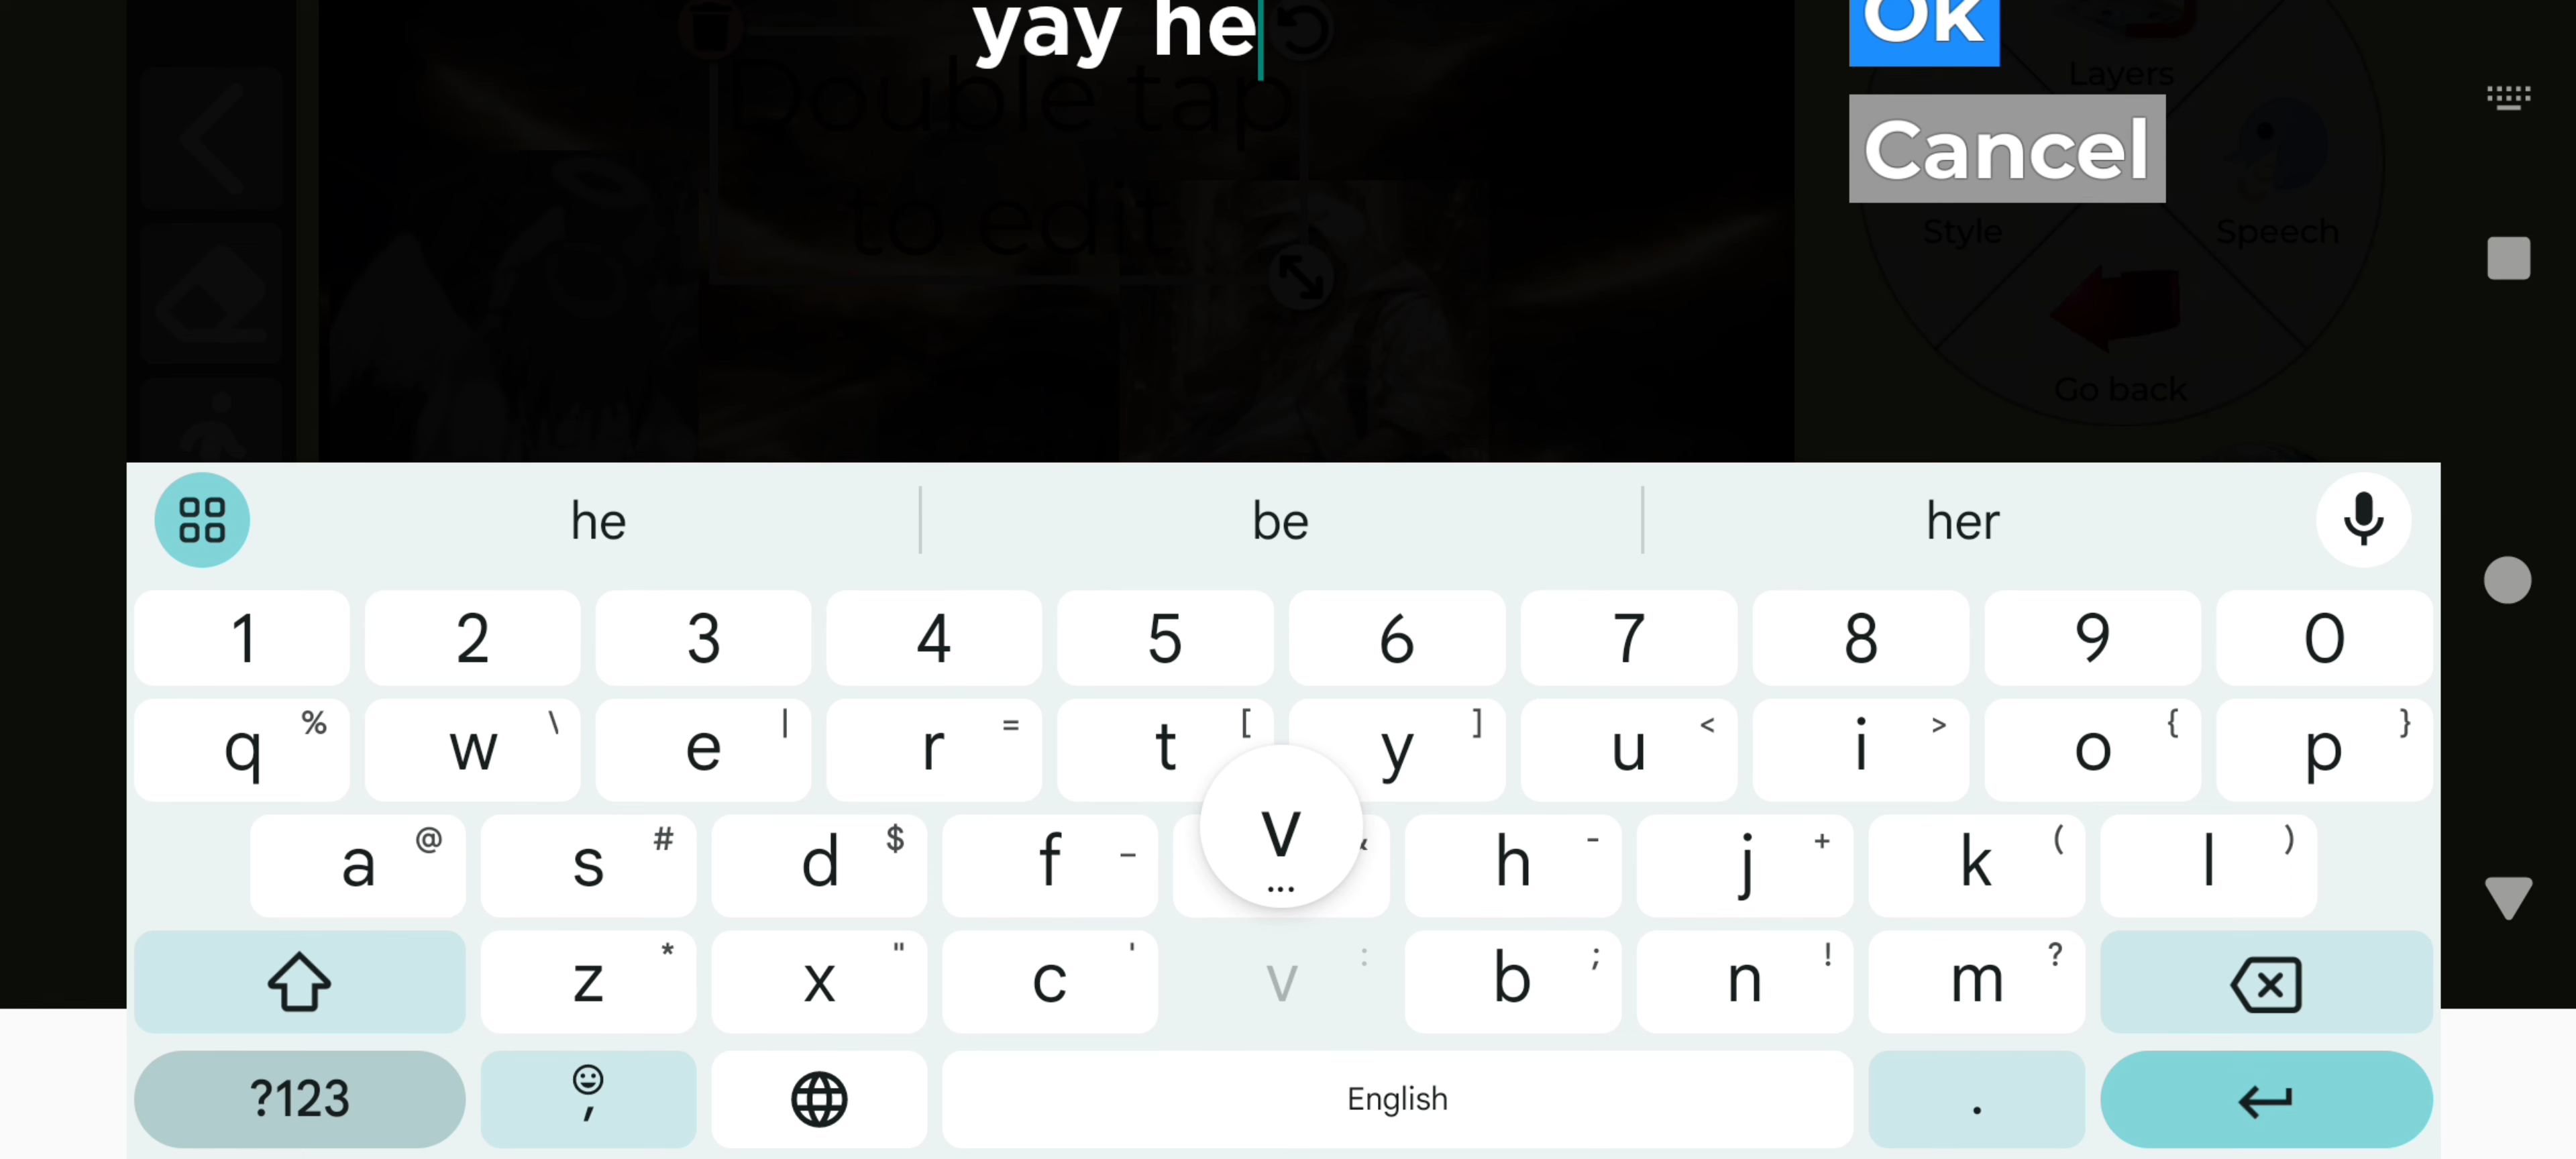 yay he
Ok
Double tap
to edit
Layers
Cancel
Style
Speech
Go back
he be her
1 2 3 4 5 6 7 8 9 0
q % w \ e | r = t [ y ] u < i > o { p }
a @ s # d $ f _ v ... h - j + k ( l )
z * x " c ' v : b ; n ! m ?
?123 , English .